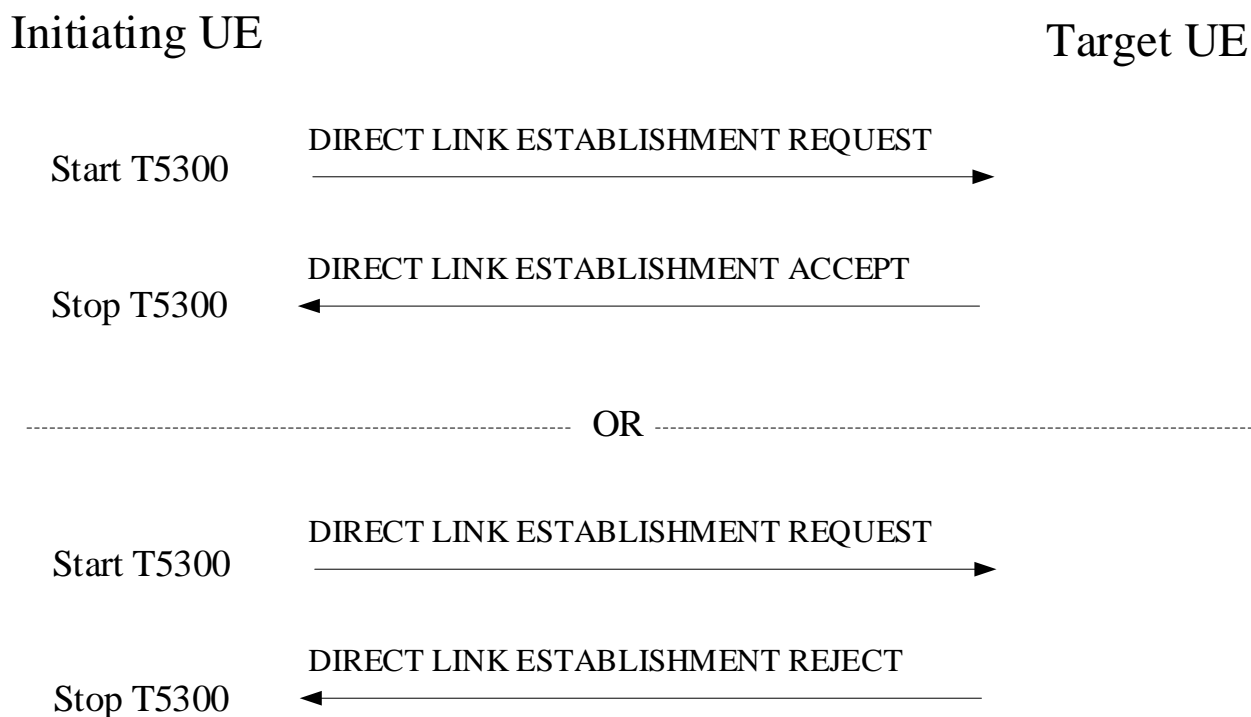 Initiating UE
Target UE
DIRECT LINK ESTABLISHMENT REQUEST
Start T5300
DIRECT LINK ESTABLISHMENT ACCEPT
Stop T5300
OR
DIRECT LINK ESTABLISHMENT REQUEST
Start T5300
DIRECT LINK ESTABLISHMENT REJECT
Stop T5300